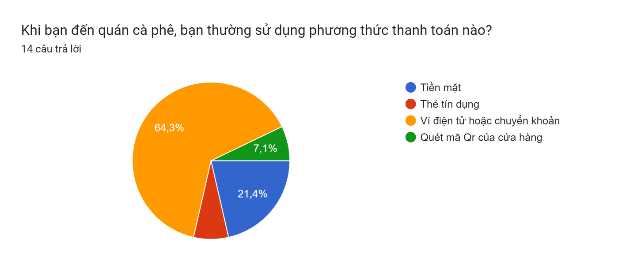 Khi bạn đến quán cà phê, bạn thường sử dụng phương thức thanh toán nào?
14 câu trả lời
Tiền mặt
Thẻ tín dụng
Ví điện tử hoặc chuyển khoản
Quét mã Qr của cửa hàng
64,3%
7,1%
21,4%